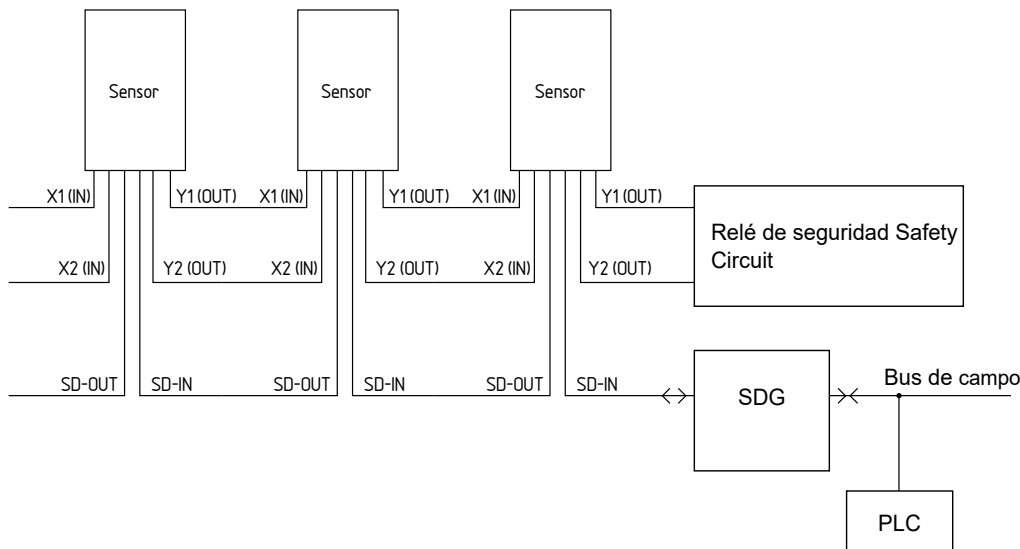 Sensor Sensor Sensor
X1 (IN) Y1 (OUT) X1 (IN) Y1 (OUT) X1 (IN) Y1 (OUT)
Relé de seguridad Safety
Circuit
X2 (IN) Y2 (OUT) X2 (IN) Y2 (OUT) X2 (IN) Y2 (OUT)
SD-OUT SD-IN SD-OUT SD-IN SD-OUT SD-IN
SDG
Bus de campo
PLC